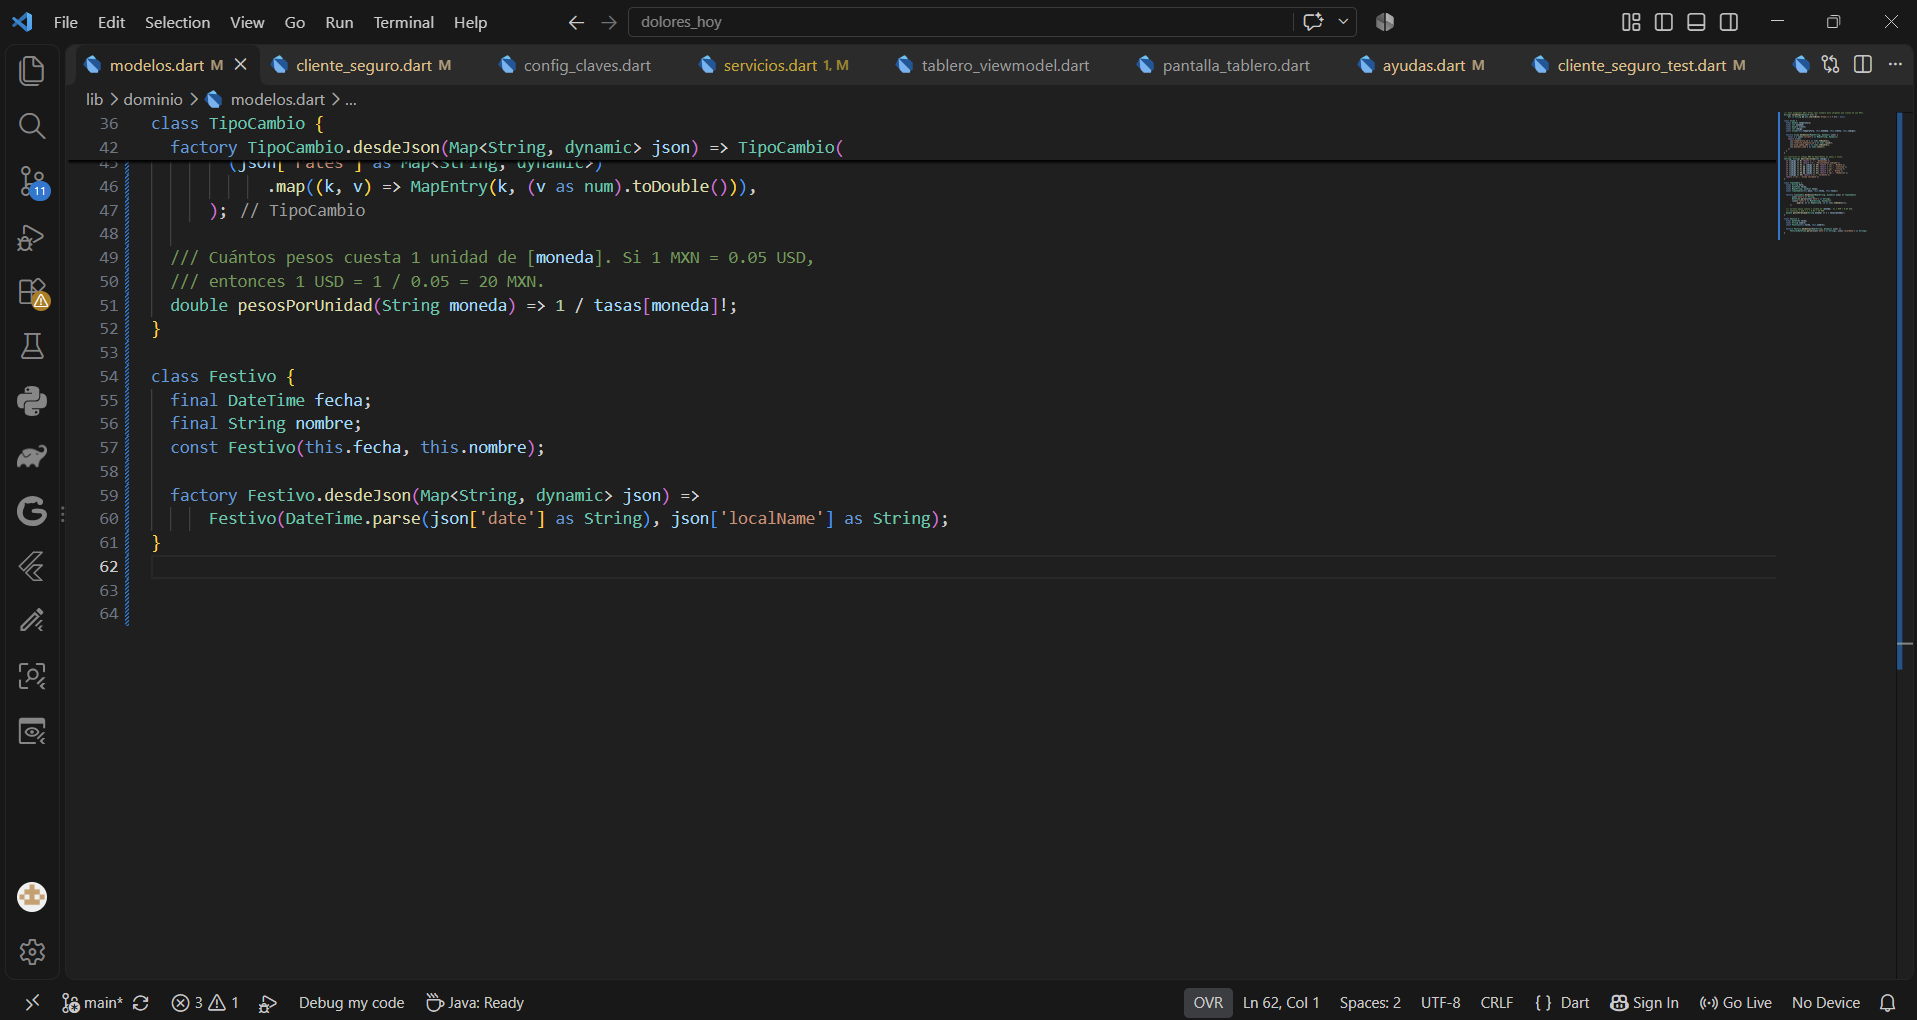 File Edit Selection View Go Run Terminal Help
dolores_hoy
modelos.dart M
cliente_seguro.dart M
config_claves.dart
servicios.dart 1, M
tablero_viewmodel.dart
pantalla_tablero.dart
ayudas.dart M
cliente_seguro_test.dart M
lib > dominio > modelos.dart > ...
36 class TipoCambio {
42 factory TipoCambio.desdeJson(Map<String, dynamic> json) => TipoCambio(
45 (json['rates'] as Map<String, dynamic>)
46 .map((k, v) => MapEntry(k, (v as num).toDouble())),
47 ); // TipoCambio
48
49 /// Cuántos pesos cuesta 1 unidad de [moneda]. Si 1 MXN = 0.05 USD,
50 /// entonces 1 USD = 1 / 0.05 = 20 MXN.
51 double pesosPorUnidad(String moneda) => 1 / tasas[moneda]!;
52 }
53
54 class Festivo {
55 final DateTime fecha;
56 final String nombre;
57 const Festivo(this.fecha, this.nombre);
58
59 factory Festivo.desdeJson(Map<String, dynamic> json) =>
60 Festivo(DateTime.parse(json['date'] as String), json['localName'] as String);
61 }
62
63
64
11
main* 3 1 Debug my code Java: Ready OVR Ln 62, Col 1 Spaces: 2 UTF-8 CRLF { } Dart Sign In Go Live No Device